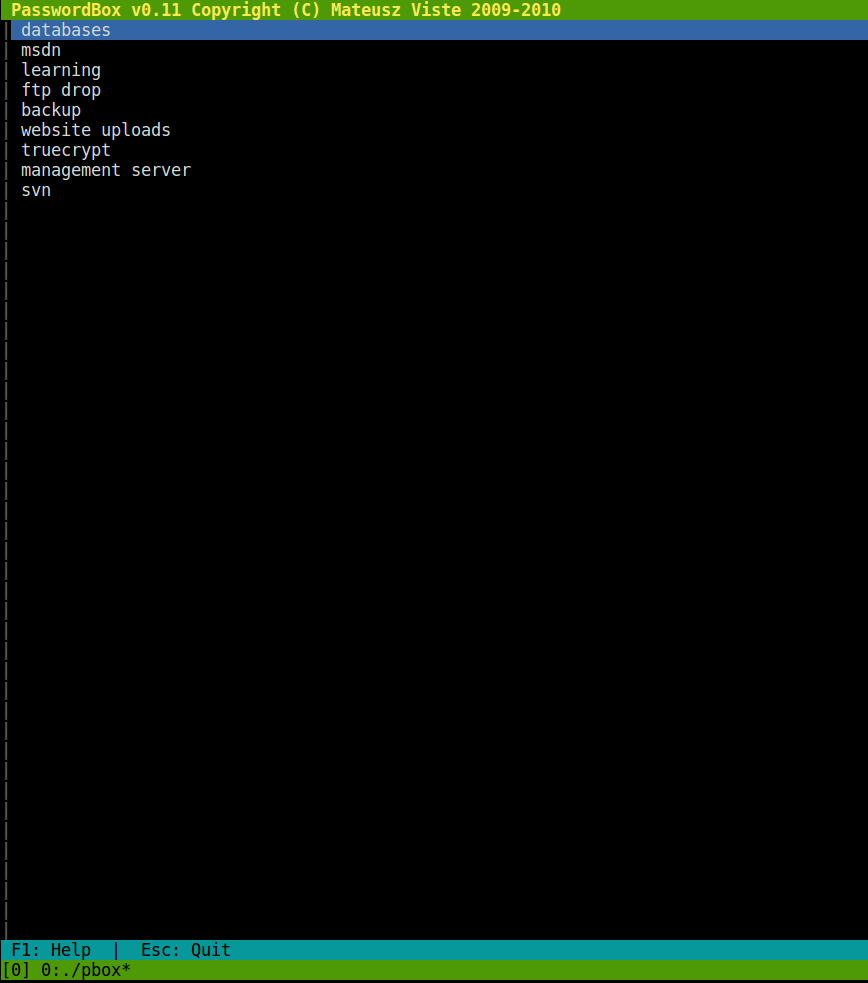 PasswordBox v0.11 Copyright (C) Mateusz Viste 2009-2010
databases
msdn
learning
ftp drop
backup
website uploads
truecrypt
management server
svn
F1: Help | Esc: Quit
[0] 0:./pbox*